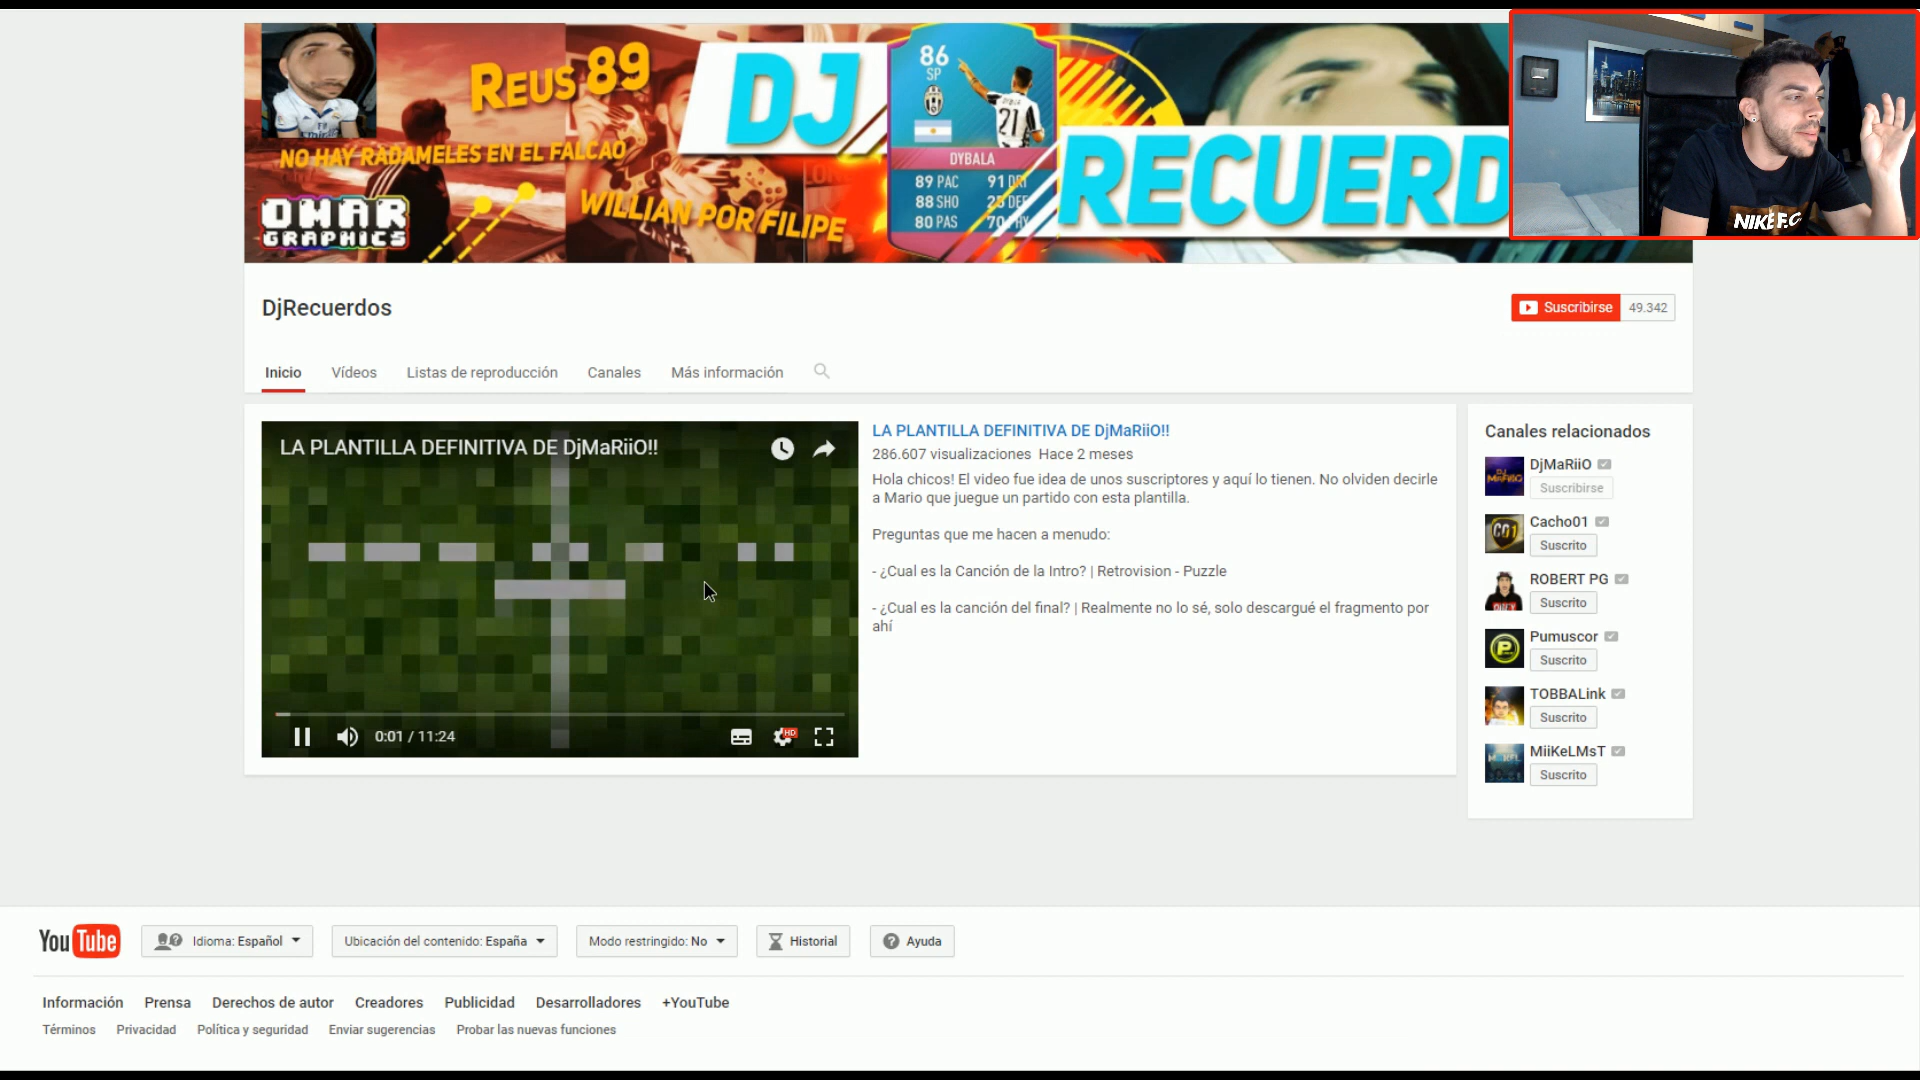 REUS 89
NO HAY RADAMELES EN EL FALCAO
WILLIAN POR FILIPE
OMAR
GRAPHICS
DJ
RECUERD
86
SP
DYBALA
21
DYBALA
89 PAC
88 SHO
80 PAS
NIKE F.C
DjRecuerdos
Suscribirse
49.342
Inicio
Vídeos
Listas de reproducción
Canales
Más información
LA PLANTILLA DEFINITIVA DE DjMaRiiO!!
0:01 / 11:24
HD
LA PLANTILLA DEFINITIVA DE DjMaRiiO!!
286.607 visualizaciones Hace 2 meses
Hola chicos! El video fue idea de unos suscriptores y aquí lo tienen. No olviden decirle
a Mario que juegue un partido con esta plantilla.
Preguntas que me hacen a menudo:
- ¿Cual es la Canción de la Intro? | Retrovision - Puzzle
- ¿Cual es la canción del final? | Realmente no lo sé, solo descargué el fragmento por
ahí
Canales relacionados
DjMaRiiO
Suscribirse
Cacho01
Suscrito
ROBERT PG
Suscrito
Pumuscor
Suscrito
TOBBALink
Suscrito
MiiKeLMsT
Suscrito
YouTube
Idioma: Español
Ubicación del contenido: España
Modo restringido: No
Historial
Ayuda
Información
Prensa
Derechos de autor
Creadores
Publicidad
Desarrolladores
+YouTube
Términos
Privacidad
Política y seguridad
Enviar sugerencias
Probar las nuevas funciones